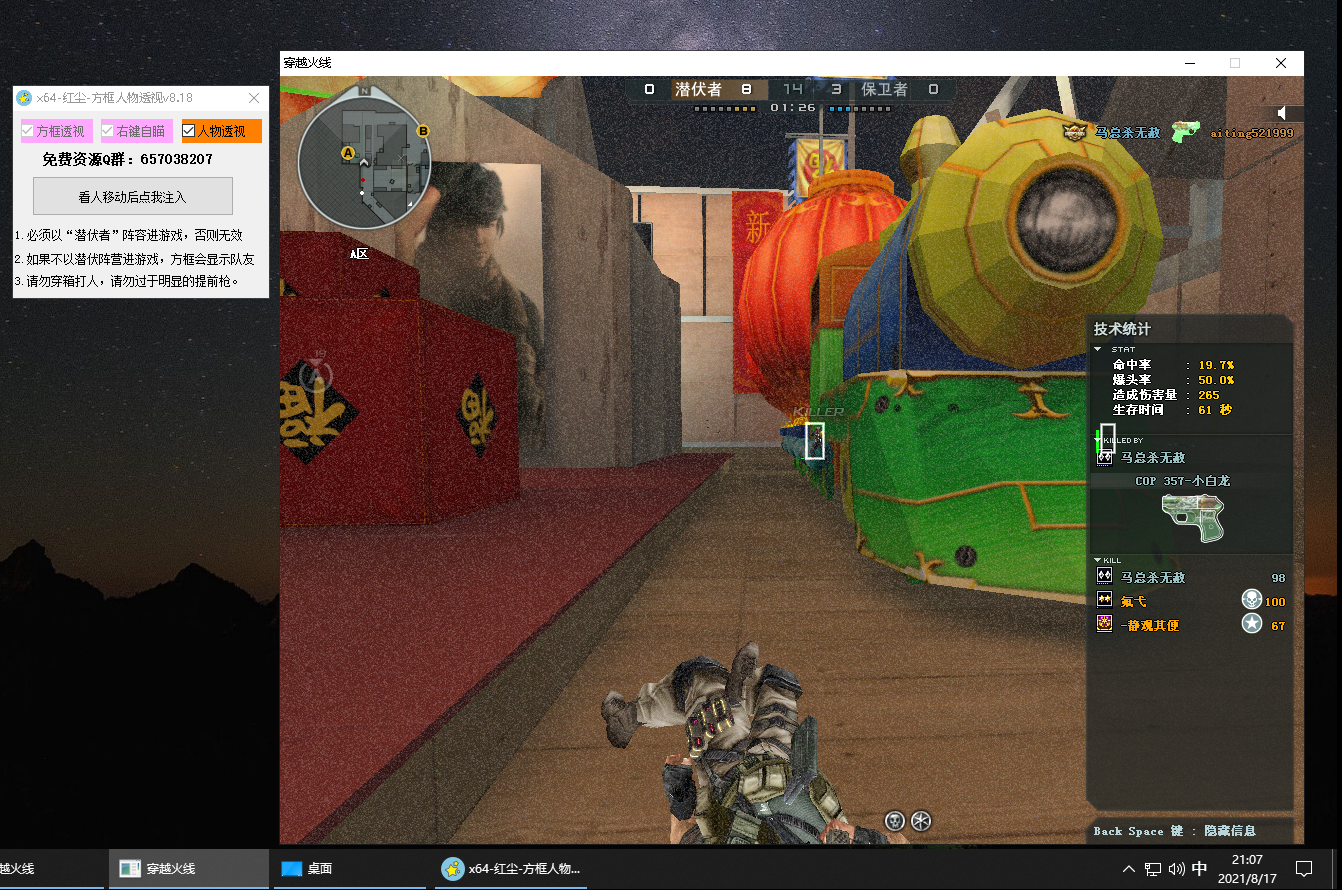 x64-红尘-方框人物透视v8.18
方框透视 右键自瞄 人物透视
免费资源Q群：657038207
看人移动后点我注入
1.必须以“潜伏者”阵容进游戏，否则无效
2.如果不以潜伏阵营进游戏，方框会显示队友
3.请勿穿箱打人，请勿过于明显的提前枪。
穿越火线
0 潜伏者 8 14 3 保卫者 0
01:26
N
B
A
A区
马总杀无赦 aiting521999
新
福
KILLER
技术统计
STAT
命中率 : 19.7%
爆头率 : 50.0%
造成伤害量 : 265
生存时间 : 61 秒
KILLED BY
马总杀无赦
COP 357-小白龙
KILL
马总杀无赦 98
氟弋 100
-静观其便 67
Back Space 键 : 隐藏信息
越火线
穿越火线
桌面
x64-红尘-方框人物...
中
21:07
2021/8/17